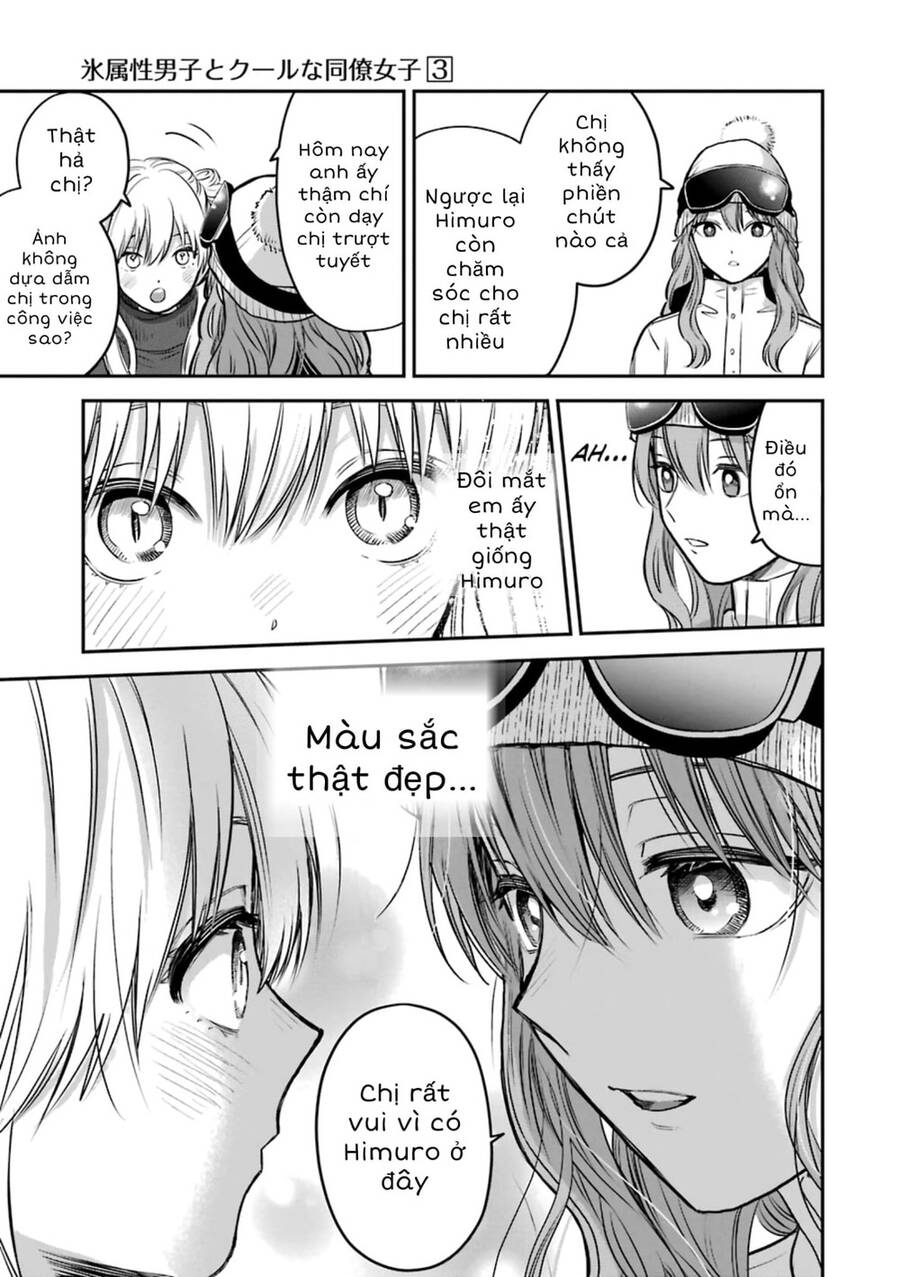 氷属性男子とクールな同僚女子 3
Chị
không
thấy
phiền
chút
nào cả
Ngược lại
Himuro
còn
chăm
sóc cho
chị rất
nhiều
Hôm nay
anh ấy
thậm chí
còn dạy
chị trượt
tuyết
Thật
hả
chị?
Ảnh
không
dựa dẫm
chị trong
công việc
sao?
Điều
đó
ổn
mà...
AH...
Đôi mắt
em ấy
thật
giống
Himuro
Màu sắc
thật đẹp...
Chị rất
vui vì có
Himuro ở
đây